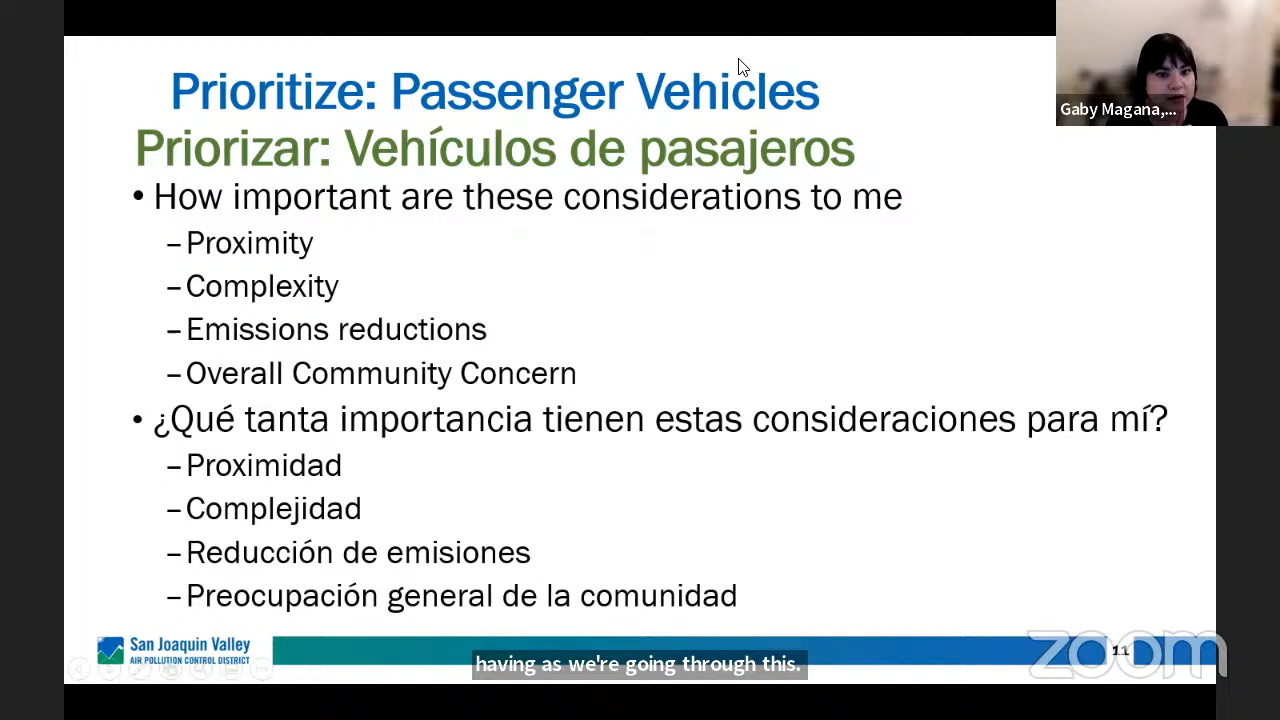 Prioritize: Passenger Vehicles
Priorizar: Vehículos de pasajeros
• How important are these considerations to me
–Proximity
–Complexity
–Emissions reductions
–Overall Community Concern
• ¿Qué tanta importancia tienen estas consideraciones para mí?
–Proximidad
–Complejidad
–Reducción de emisiones
–Preocupación general de la comunidad
Gaby Magana,...
San Joaquin Valley
AIR POLLUTION CONTROL DISTRICT
having as we're going through this.
11
zoom